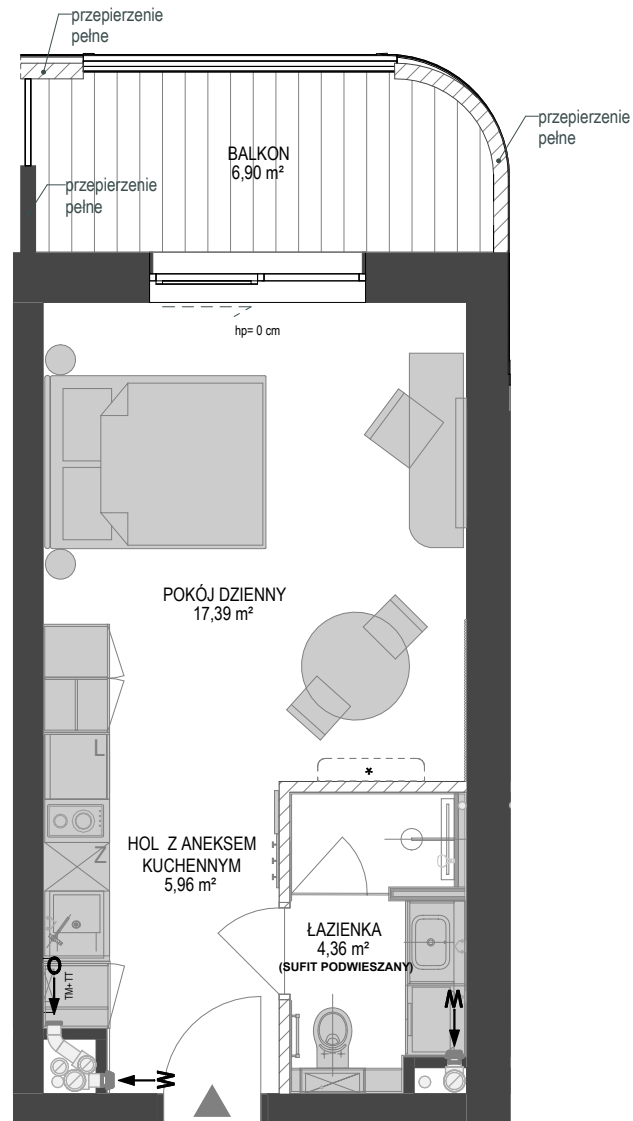 przepierzenie
pełne
przepierzenie
pełne
BALKON
6,90 m²
przepierzenie
pełne
hp= 0 cm
POKÓJ DZIENNY
17,39 m²
L
*
HOL Z ANEKSEM
KUCHENNYM
5,96 m²
Z
ŁAZIENKA
4,36 m²
(SUFIT PODWIESZANY)
O
TM+TT
W
W